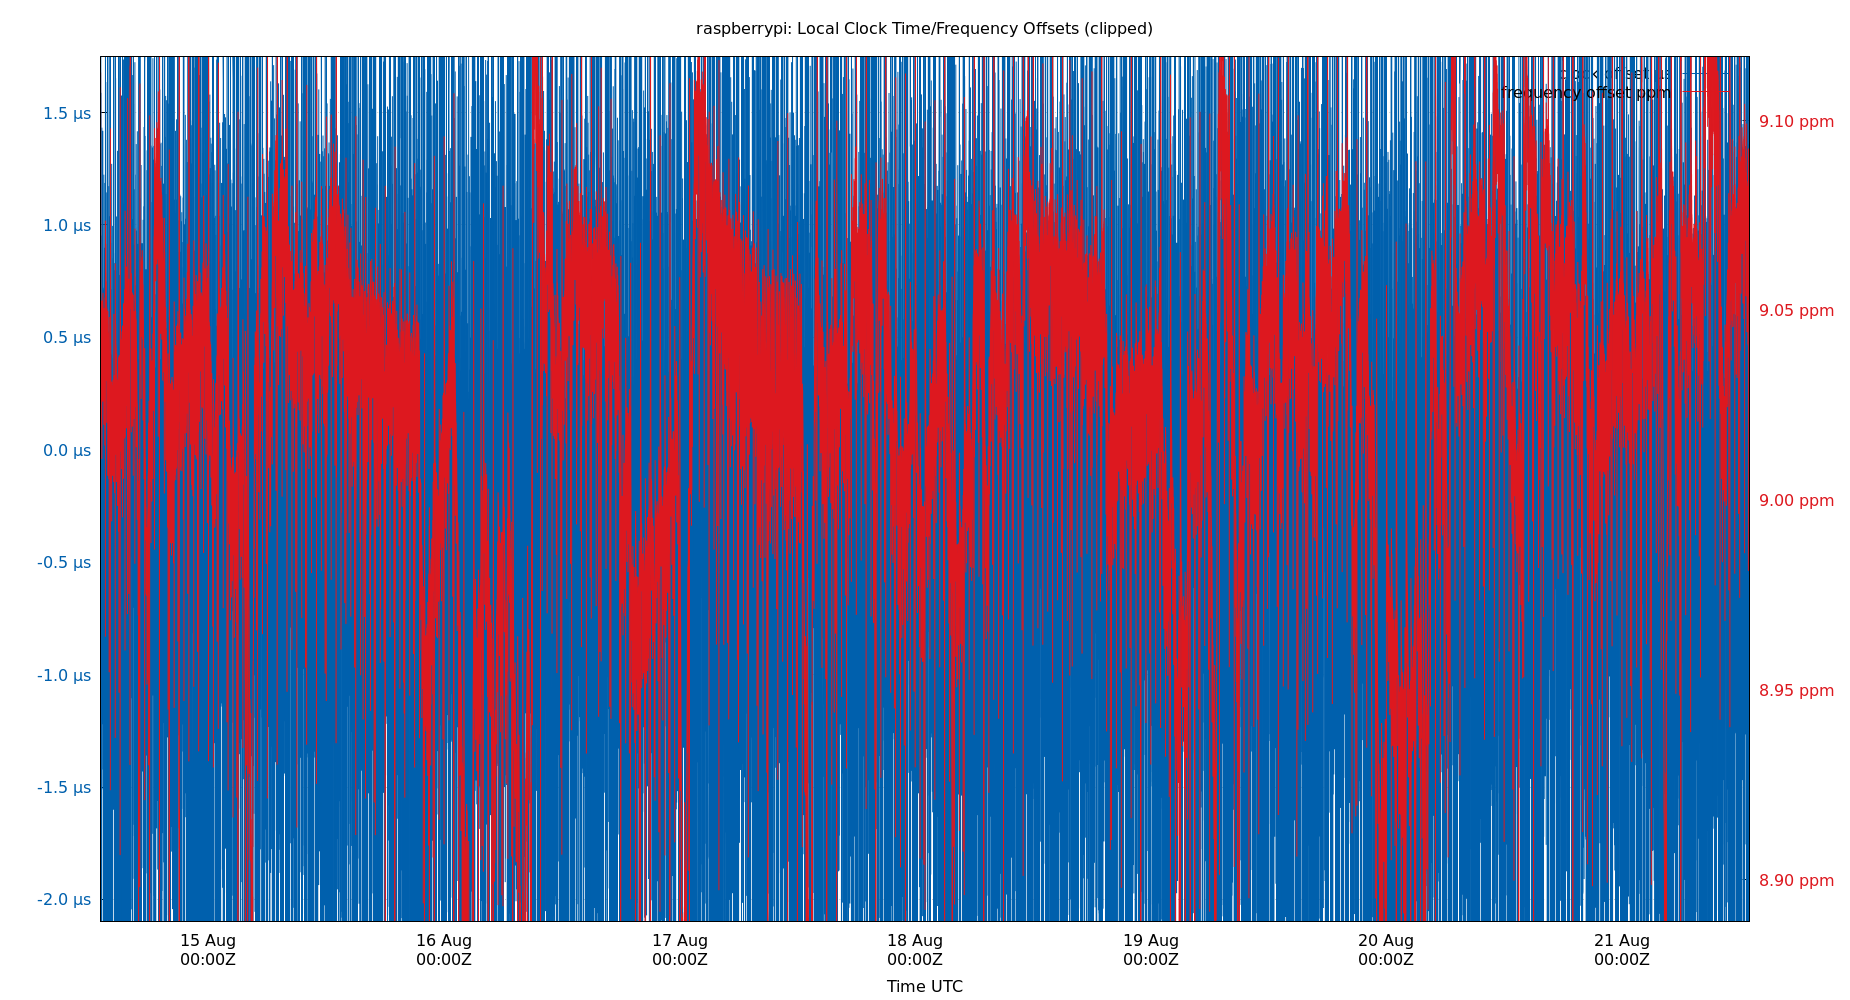 raspberrypi: Local Clock Time/Frequency Offsets (clipped)
clock offset µs
frequency offset ppm
1.5 µs
1.0 µs
0.5 µs
0.0 µs
-0.5 µs
-1.0 µs
-1.5 µs
-2.0 µs
9.10 ppm
9.05 ppm
9.00 ppm
8.95 ppm
8.90 ppm
15 Aug 16 Aug 17 Aug 18 Aug 19 Aug 20 Aug 21 Aug
00:00Z 00:00Z 00:00Z 00:00Z 00:00Z 00:00Z 00:00Z
Time UTC